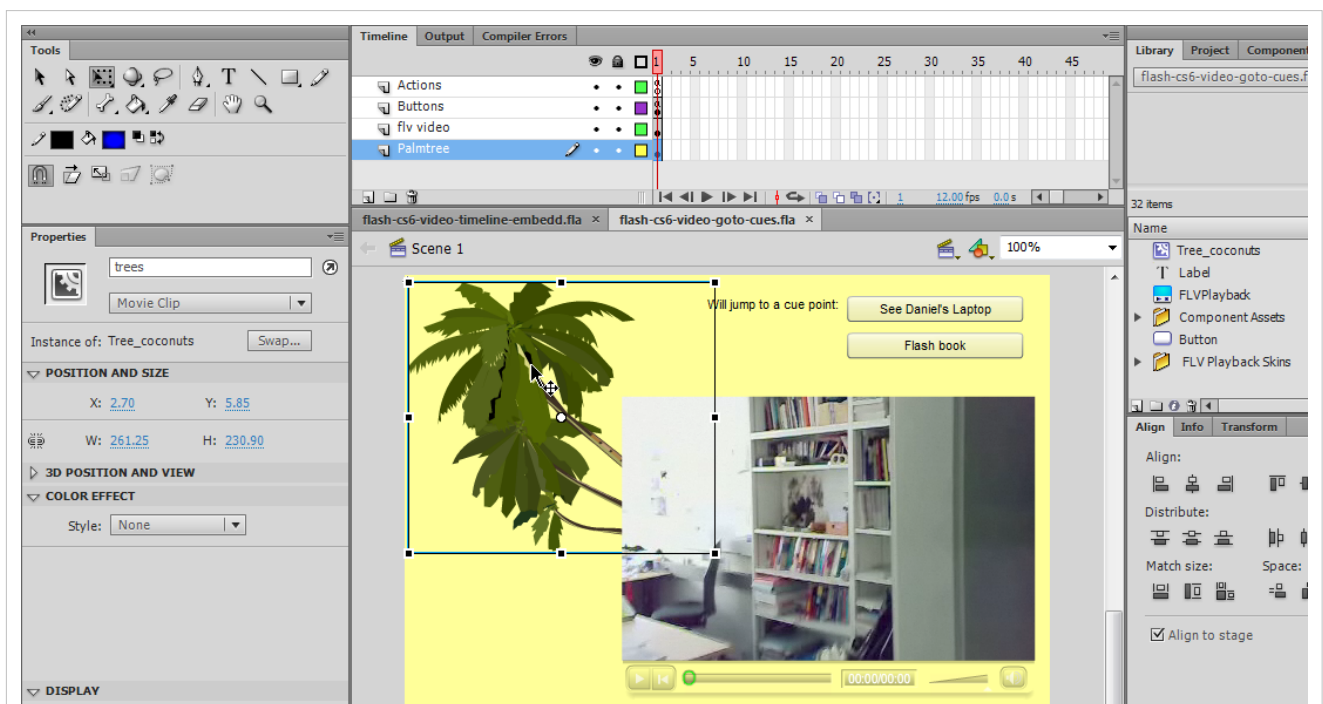 Tools
T
Properties
trees
Movie Clip
Instance of: Tree_coconuts Swap...
POSITION AND SIZE
X: 2.70 Y: 5.85
W: 261.25 H: 230.90
3D POSITION AND VIEW
COLOR EFFECT
Style: None
DISPLAY
Timeline Output Compiler Errors
1 5 10 15 20 25 30 35 40 45
Actions
Buttons
flv video
Palmtree
1 12.00 fps 0.0 s
flash-cs6-video-timeline-embedd.fla × flash-cs6-video-goto-cues.fla ×
Scene 1 100%
Will jump to a cue point: See Daniel's Laptop
Flash book
00:00/00:00
Library Project Component
flash-cs6-video-goto-cues.f
32 items
Name
Tree_coconuts
T Label
FLVPlayback
Component Assets
Button
FLV Playback Skins
Align Info Transform
Align:
Distribute:
Match size: Space:
Align to stage